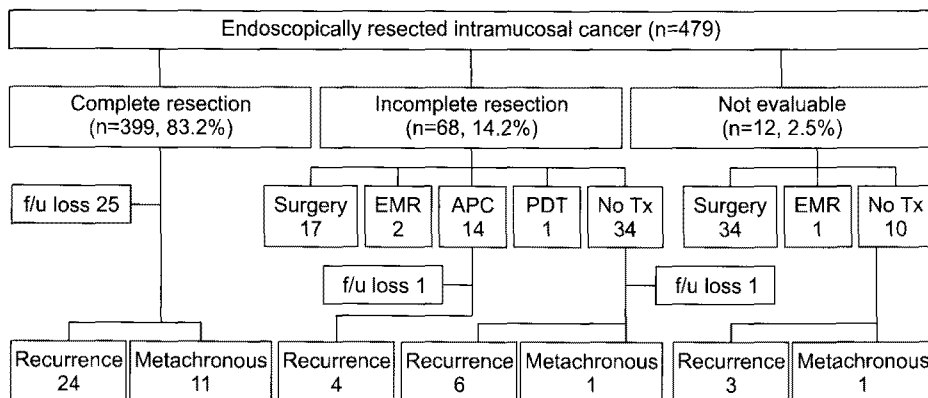 Endoscopically resected intramucosal cancer (n=479)
Complete resection
(n=399, 83.2%)
Incomplete resection
(n=68, 14.2%)
Not evaluable
(n=12, 2.5%)
f/u loss 25
Surgery
17
EMR
2
APC
14
PDT
1
No Tx
34
Surgery
34
EMR
1
No Tx
10
f/u loss 1
f/u loss 1
Recurrence
24
Metachronous
11
Recurrence
4
Recurrence
6
Metachronous
1
Recurrence
3
Metachronous
1